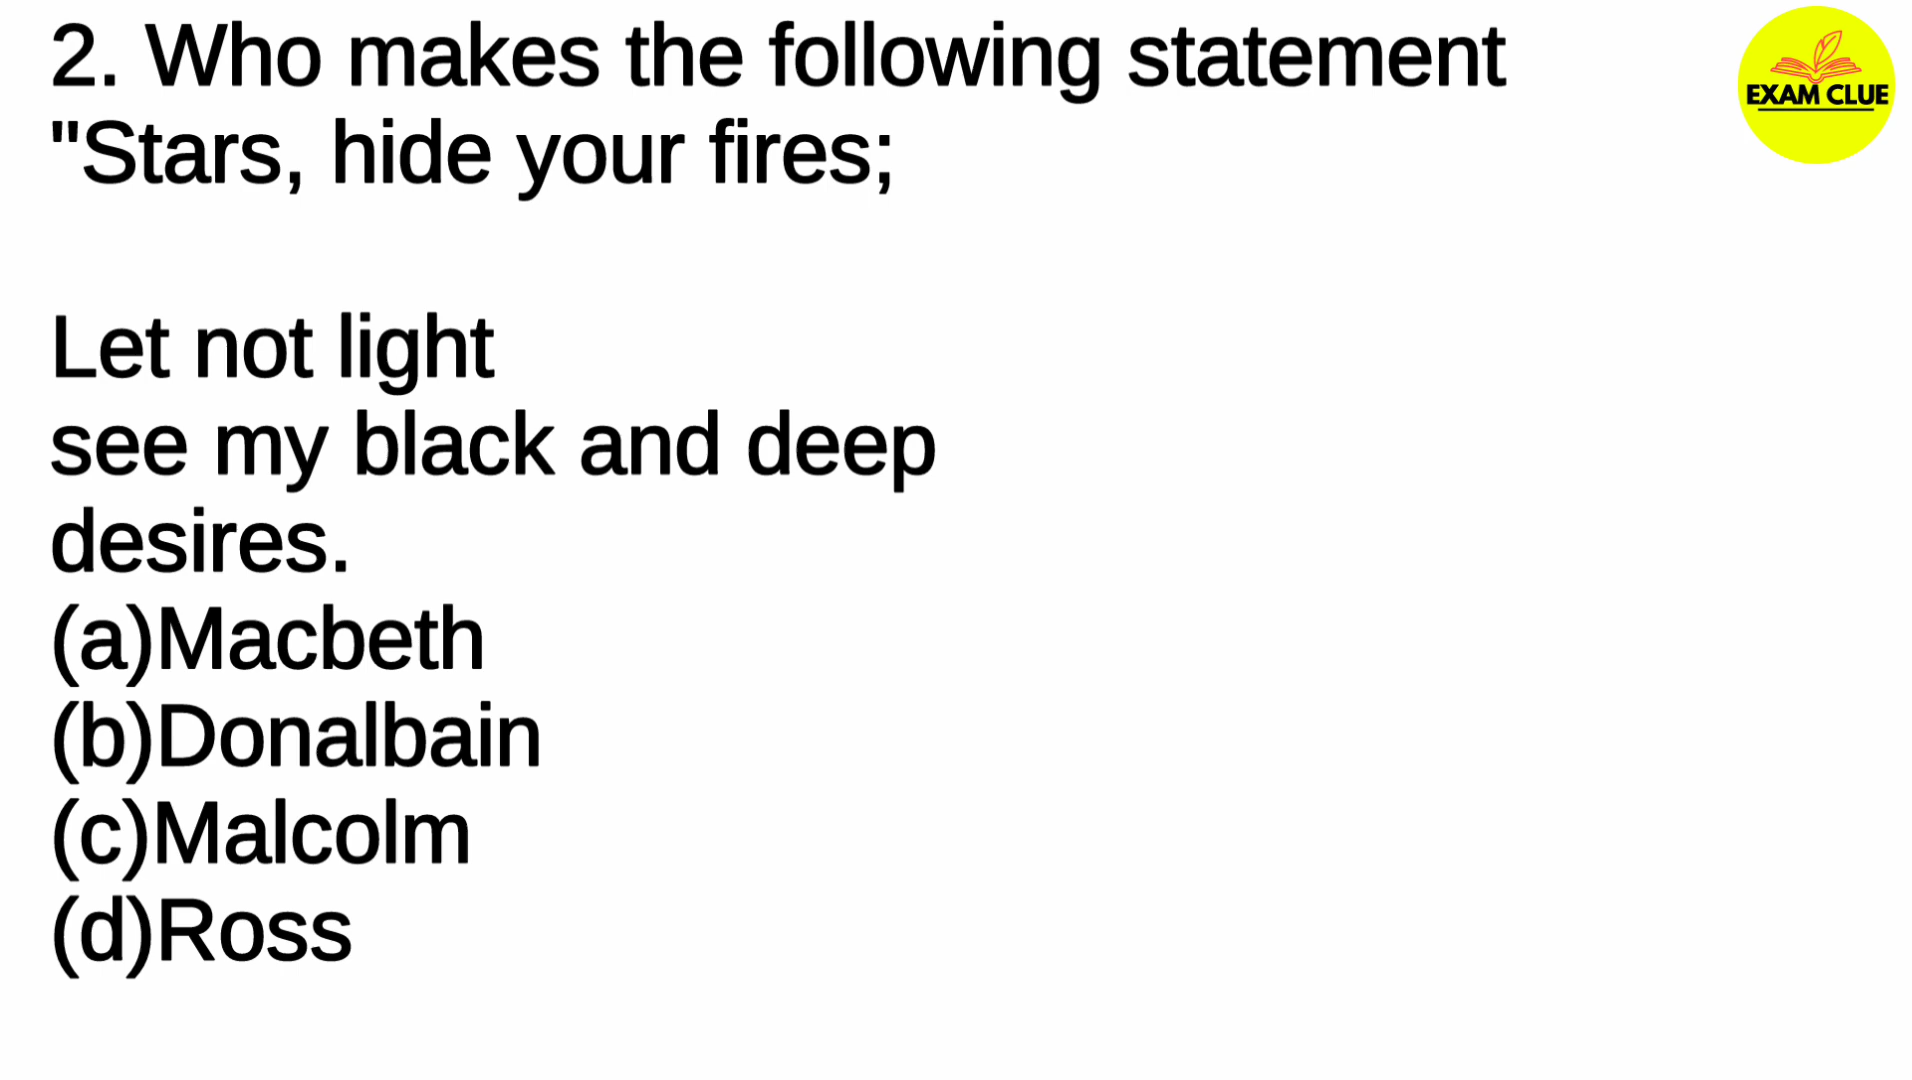 2. Who makes the following statement
"Stars, hide your fires;
Let not light
see my black and deep
desires.
(a)Macbeth
(b)Donalbain
(c)Malcolm
(d)Ross
EXAM CLUE